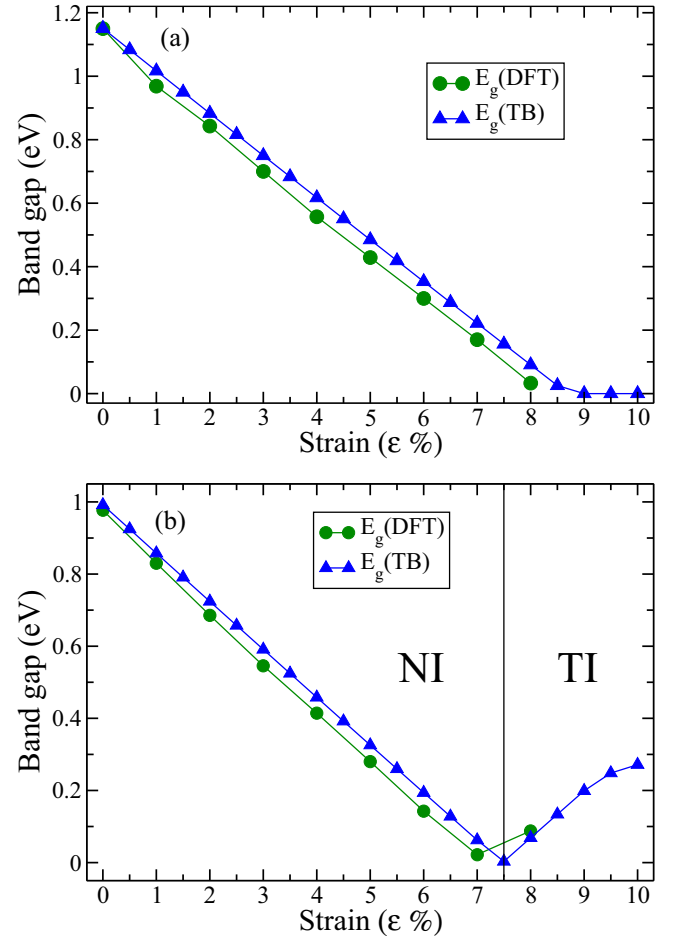 (a)
E_g(DFT)
E_g(TB)
Band gap (eV)
1.2
1
0.8
0.6
0.4
0.2
0
0 1 2 3 4 5 6 7 8 9 10
Strain (ε %)
(b)
E_g(DFT)
E_g(TB)
NI
TI
Band gap (eV)
1
0.8
0.6
0.4
0.2
0
0 1 2 3 4 5 6 7 8 9 10
Strain (ε %)